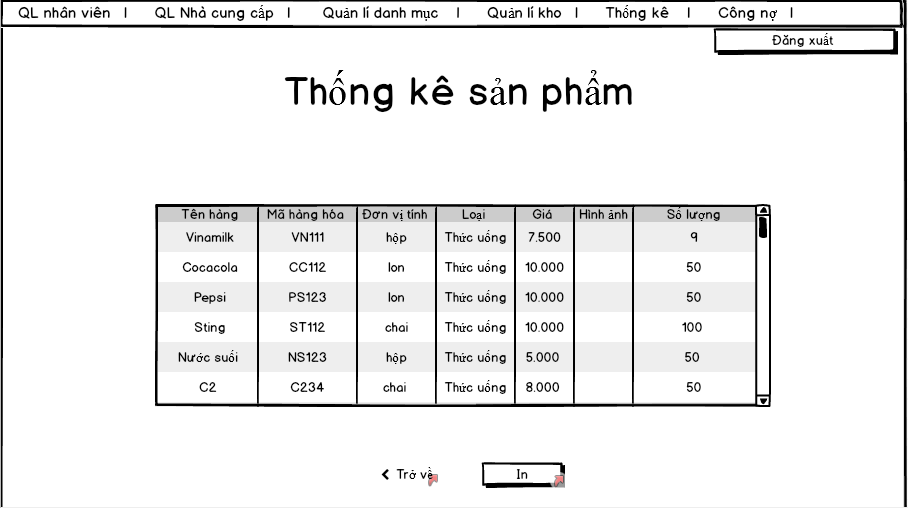 QL nhân viên | QL Nhà cung cấp | Quản lí danh mục | Quản lí kho | Thống kê | Công nợ |
Đăng xuất
Thống kê sản phẩm
Tên hàng Mã hàng hóa Đơn vị tính Loại Giá Hình ảnh Số lượng
Vinamilk VN111 hộp Thức uống 7.500 9
Cocacola CC112 lon Thức uống 10.000 50
Pepsi PS123 lon Thức uống 10.000 50
Sting ST112 chai Thức uống 10.000 100
Nước suối NS123 hộp Thức uống 5.000 50
C2 C234 chai Thức uống 8.000 50
Trở về In